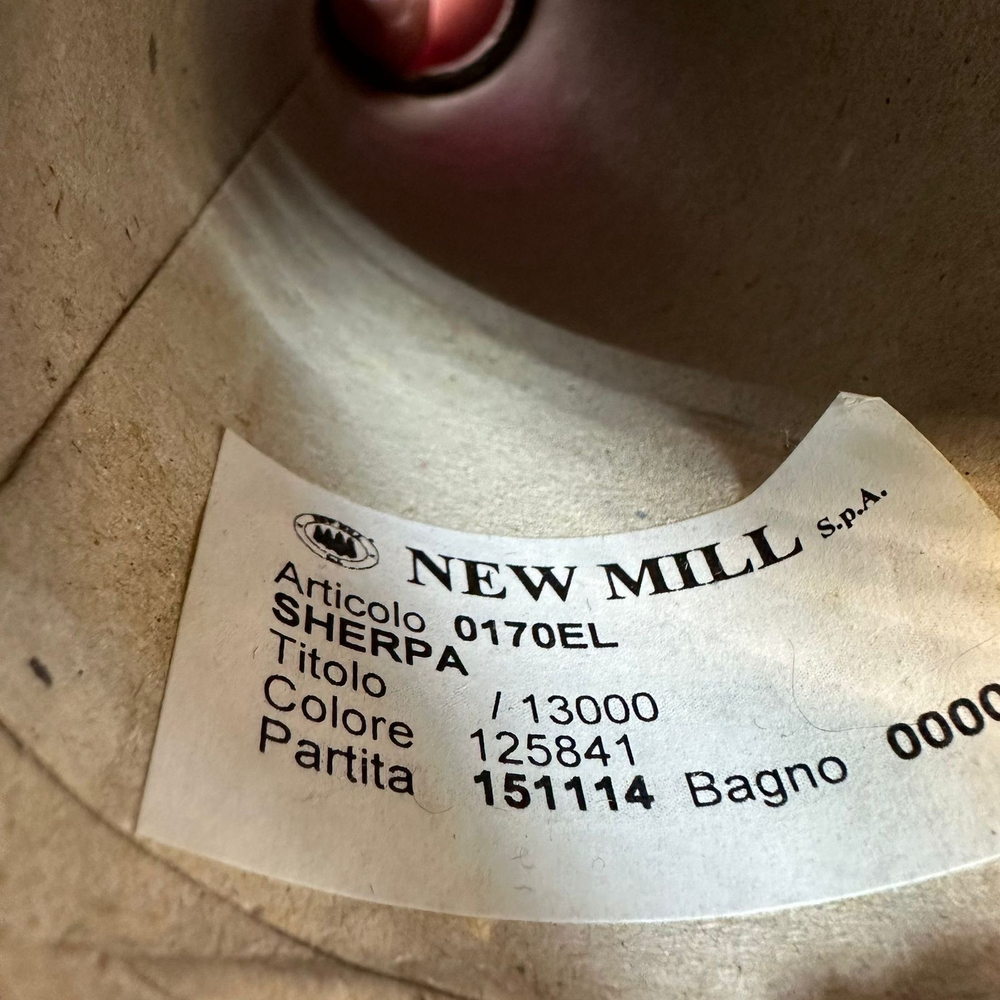 NEW MILL S.p.A.
Articolo 0170EL
SHERPA
Titolo / 13000
Colore 125841
Partita 151114 Bagno 0000